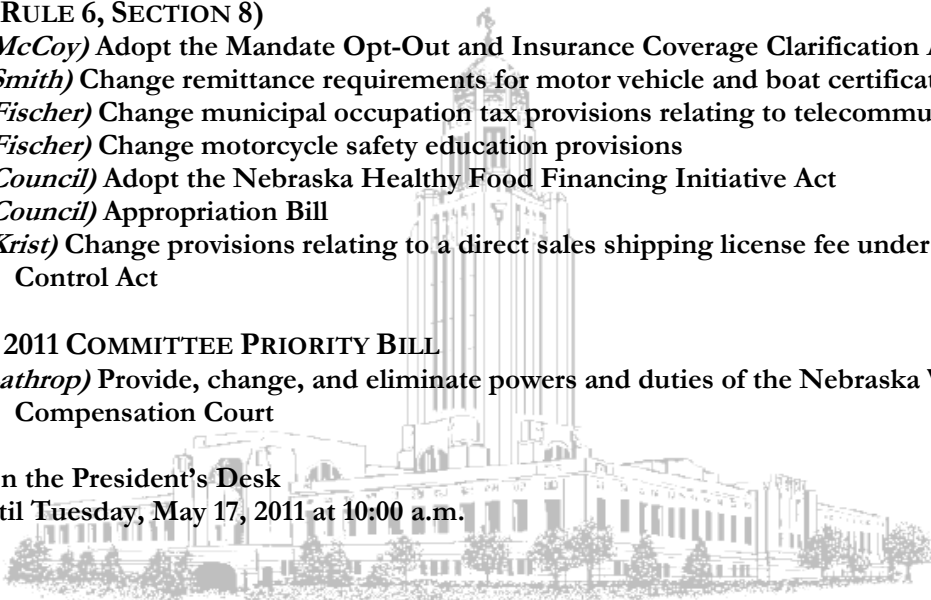 RULE 6, SECTION 8)
McCoy) Adopt the Mandate Opt-Out and Insurance Coverage Clarification
Smith) Change remittance requirements for motor vehicle and boat
Fischer) Change municipal occupation tax provisions relating to
Fischer) Change motorcycle safety education provisions
Council) Adopt the Nebraska Healthy Food Financing Initiative Act
Council) Appropriation Bill
Krist) Change provisions relating to a direct sales shipping license fee under
Control Act
2011 COMMITTEE PRIORITY BILL
athrop) Provide, change, and eliminate powers and duties of the Nebraska
Compensation Court
n the President's Desk
til Tuesday, May 17, 2011 at 10:00 a.m.